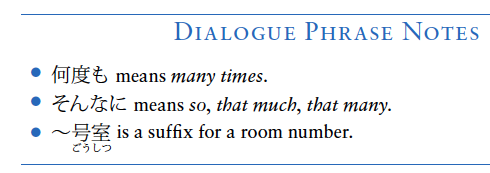 DIALOGUE PHRASE NOTES
• 何度も means many times.
• そんなに means so, that much, that many.
• ～号室 is a suffix for a room number.
ごうしつ